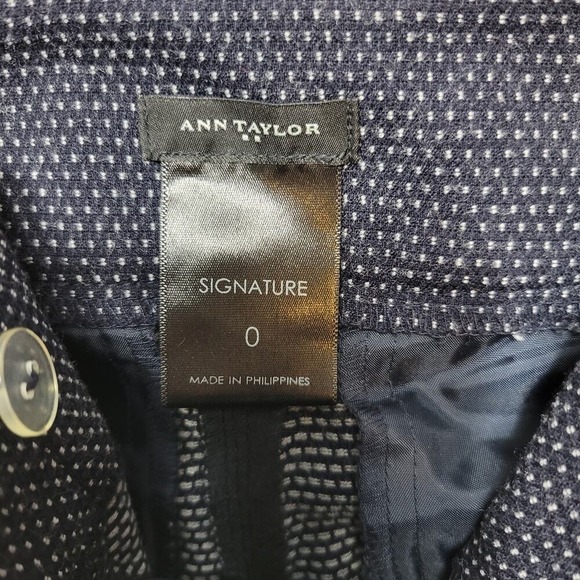 ANN TAYLOR
SIGNATURE
0
MADE IN PHILIPPINES